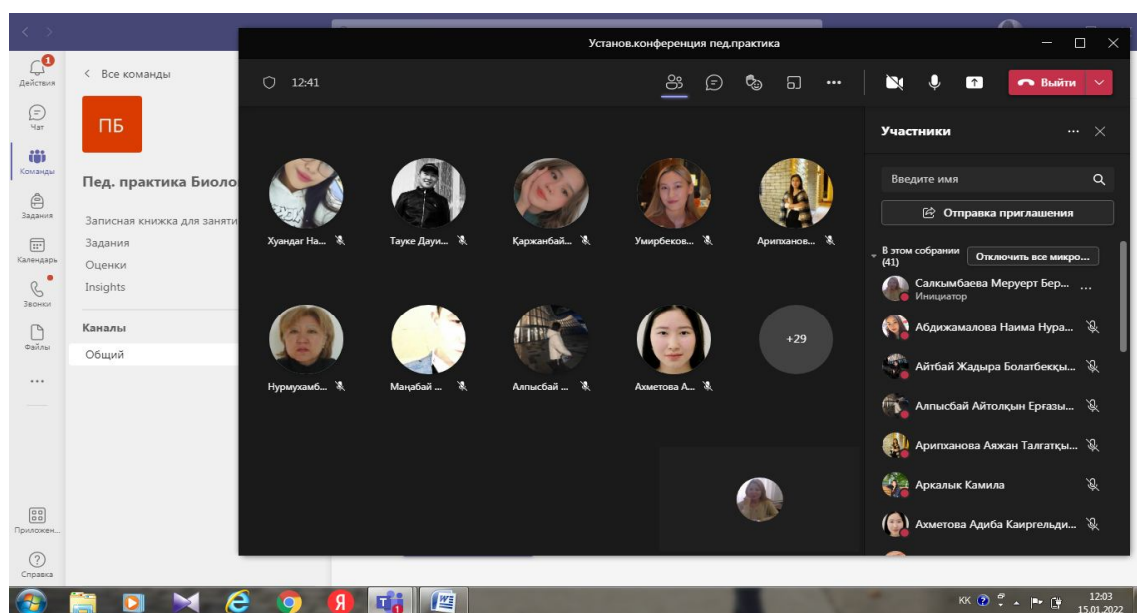 Установ.конференция пед.практика
1
Действия
Чат
Команды
Задания
Календарь
Звонки
Файлы
Приложен...
Справка
Все команды
ПБ
Пед. практика Биоло
Записная книжка для заняти
Задания
Оценки
Insights
Каналы
Общий
12:41
Выйти
Хуандаг На...
Тауке Дауи...
Қаржанбай...
Умирбеков...
Арипханов...
Нурмухамб...
Маңабай ...
Алпысбай ...
Ахметова А...
+29
Участники
Введите имя
Отправка приглашения
В этом собрании (41)
Отключить все микро...
Салкымбаева Меруерт Бер...
Инициатор
Абдижамалова Наима Нура...
Айтбай Жадыра Болатбекқы...
Алпысбай Айтолқын Ерғазы...
Арипханова Аяжан Талгатқы...
Аркалык Камила
Ахметова Адиба Каиргельди...
KK
12:03
15.01.2022